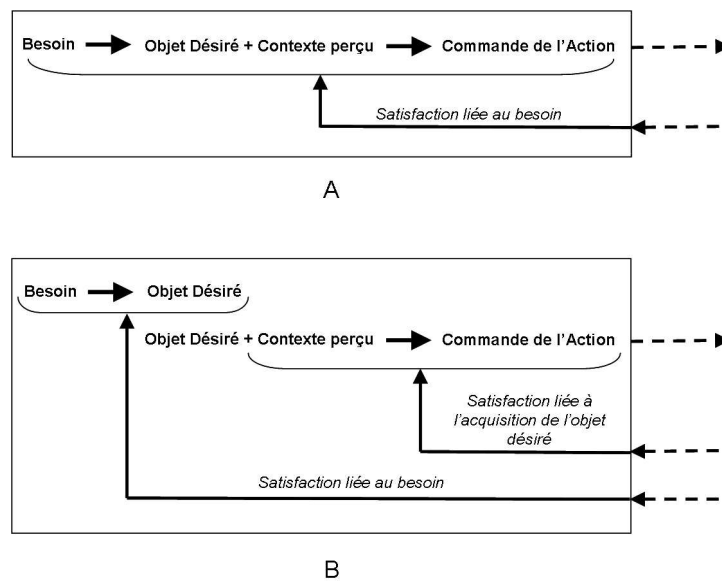 Besoin Objet Désiré + Contexte perçu Commande de l'Action
Satisfaction liée au besoin
A
Besoin Objet Désiré
Objet Désiré + Contexte perçu Commande de l'Action
Satisfaction liée à
l'acquisition de l'objet
désiré
Satisfaction liée au besoin
B